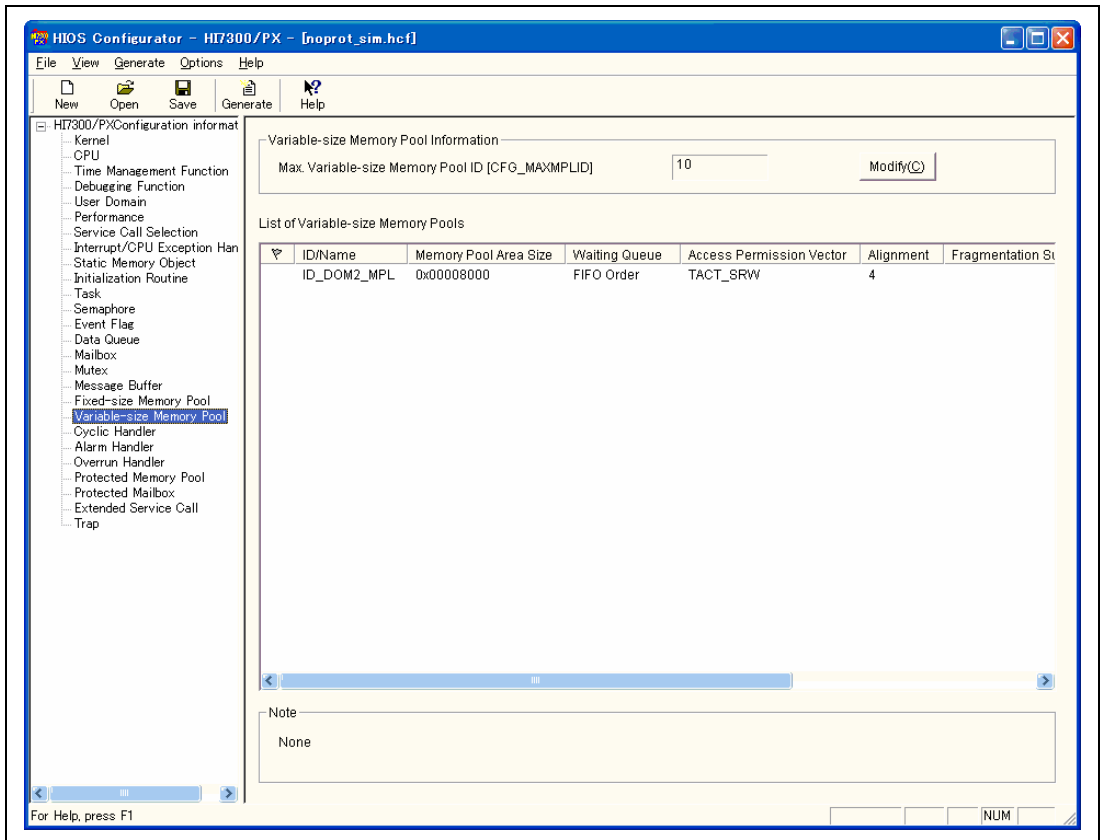 HIOS Configurator - HI7300/PX - [noprot_sim.hcf]
File View Generate Options Help
New Open Save Generate Help
HI7300/PXConfiguration informat
Kernel
CPU
Time Management Function
Debugging Function
User Domain
Performance
Service Call Selection
Interrupt/CPU Exception Han
Static Memory Object
Initialization Routine
Task
Semaphore
Event Flag
Data Queue
Mailbox
Mutex
Message Buffer
Fixed-size Memory Pool
Variable-size Memory Pool
Cyclic Handler
Alarm Handler
Overrun Handler
Protected Memory Pool
Protected Mailbox
Extended Service Call
Trap
Variable-size Memory Pool Information
Max. Variable-size Memory Pool ID [CFG_MAXMPLID] 10 Modify(C)
List of Variable-size Memory Pools
ID/Name Memory Pool Area Size Waiting Queue Access Permission Vector Alignment Fragmentation Su
ID_DOM2_MPL 0x00008000 FIFO Order TACT_SRW 4
Note
None
For Help, press F1 NUM